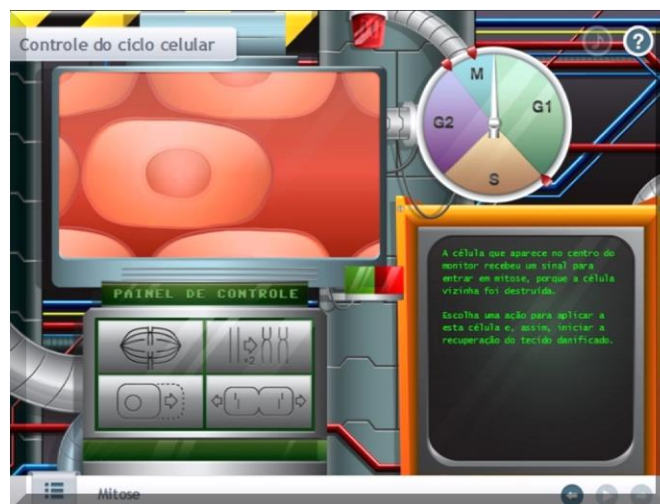 Controle do ciclo celular
?
M
G1
G2
S
A célula que aparece no centro do
monitor recebeu um sinal para
entrar em mitose, porque a célula
vizinha foi destruída.
Escolha uma ação para aplicar a
esta célula e, assim, iniciar a
recuperação do tecido danificado.
PAINEL DE CONTROLE
×2
Mitose